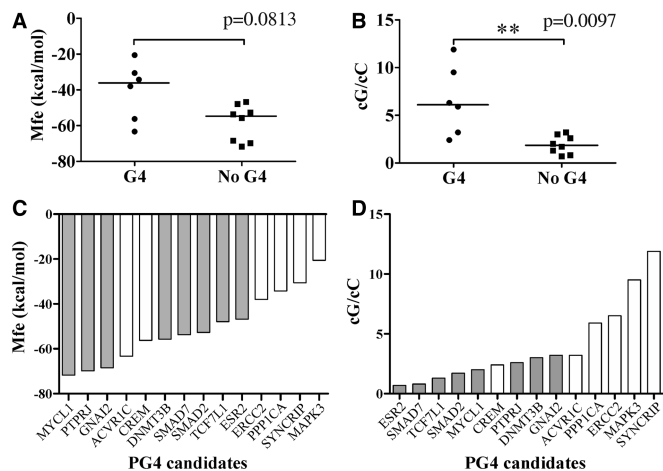 A
p=0.0813
Mfe (kcal/mol)
0
-20
-40
-60
-80
G4
No G4
B
p=0.0097
**
cG/cC
15
10
5
0
G4
No G4
C
Mfe (kcal/mol)
0
-20
-40
-60
-80
MYCL1
PTPRJ
GNAI2
ACVR1C
CREM
DNMT3B
SMAD7
SMAD2
TCF7L1
ESR2
ERCC2
PPP1CA
SYNCRIP
MAPK3
PG4 candidates
D
cG/cC
15
10
5
0
ESR2
SMAD7
TCF7L1
SMAD2
MYCL1
CREM
PTPRJ
DNMT3B
GNAI2
ACVR1C
PPP1CA
ERCC2
MAPK3
SYNCRIP
PG4 candidates